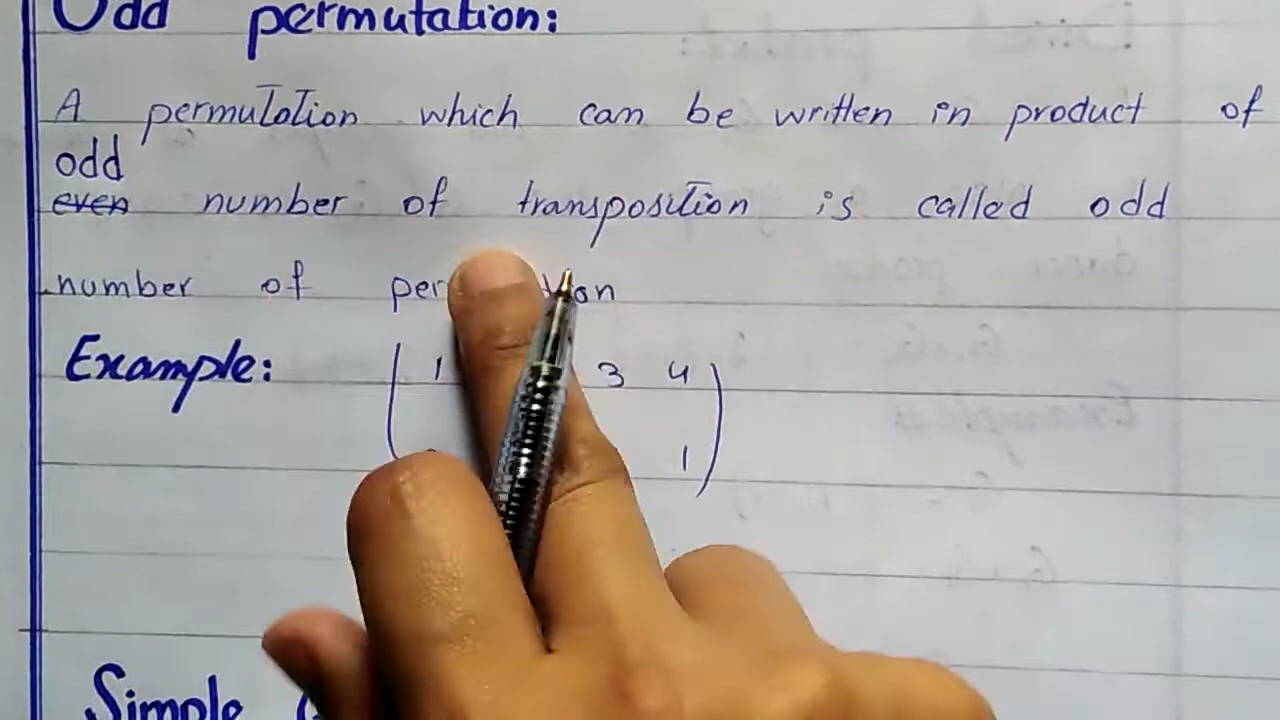 Odd permutation:
A permutation which can be written in product of
odd
even number of transposition is called odd
number of
Example: 1 3 4
1
Simple